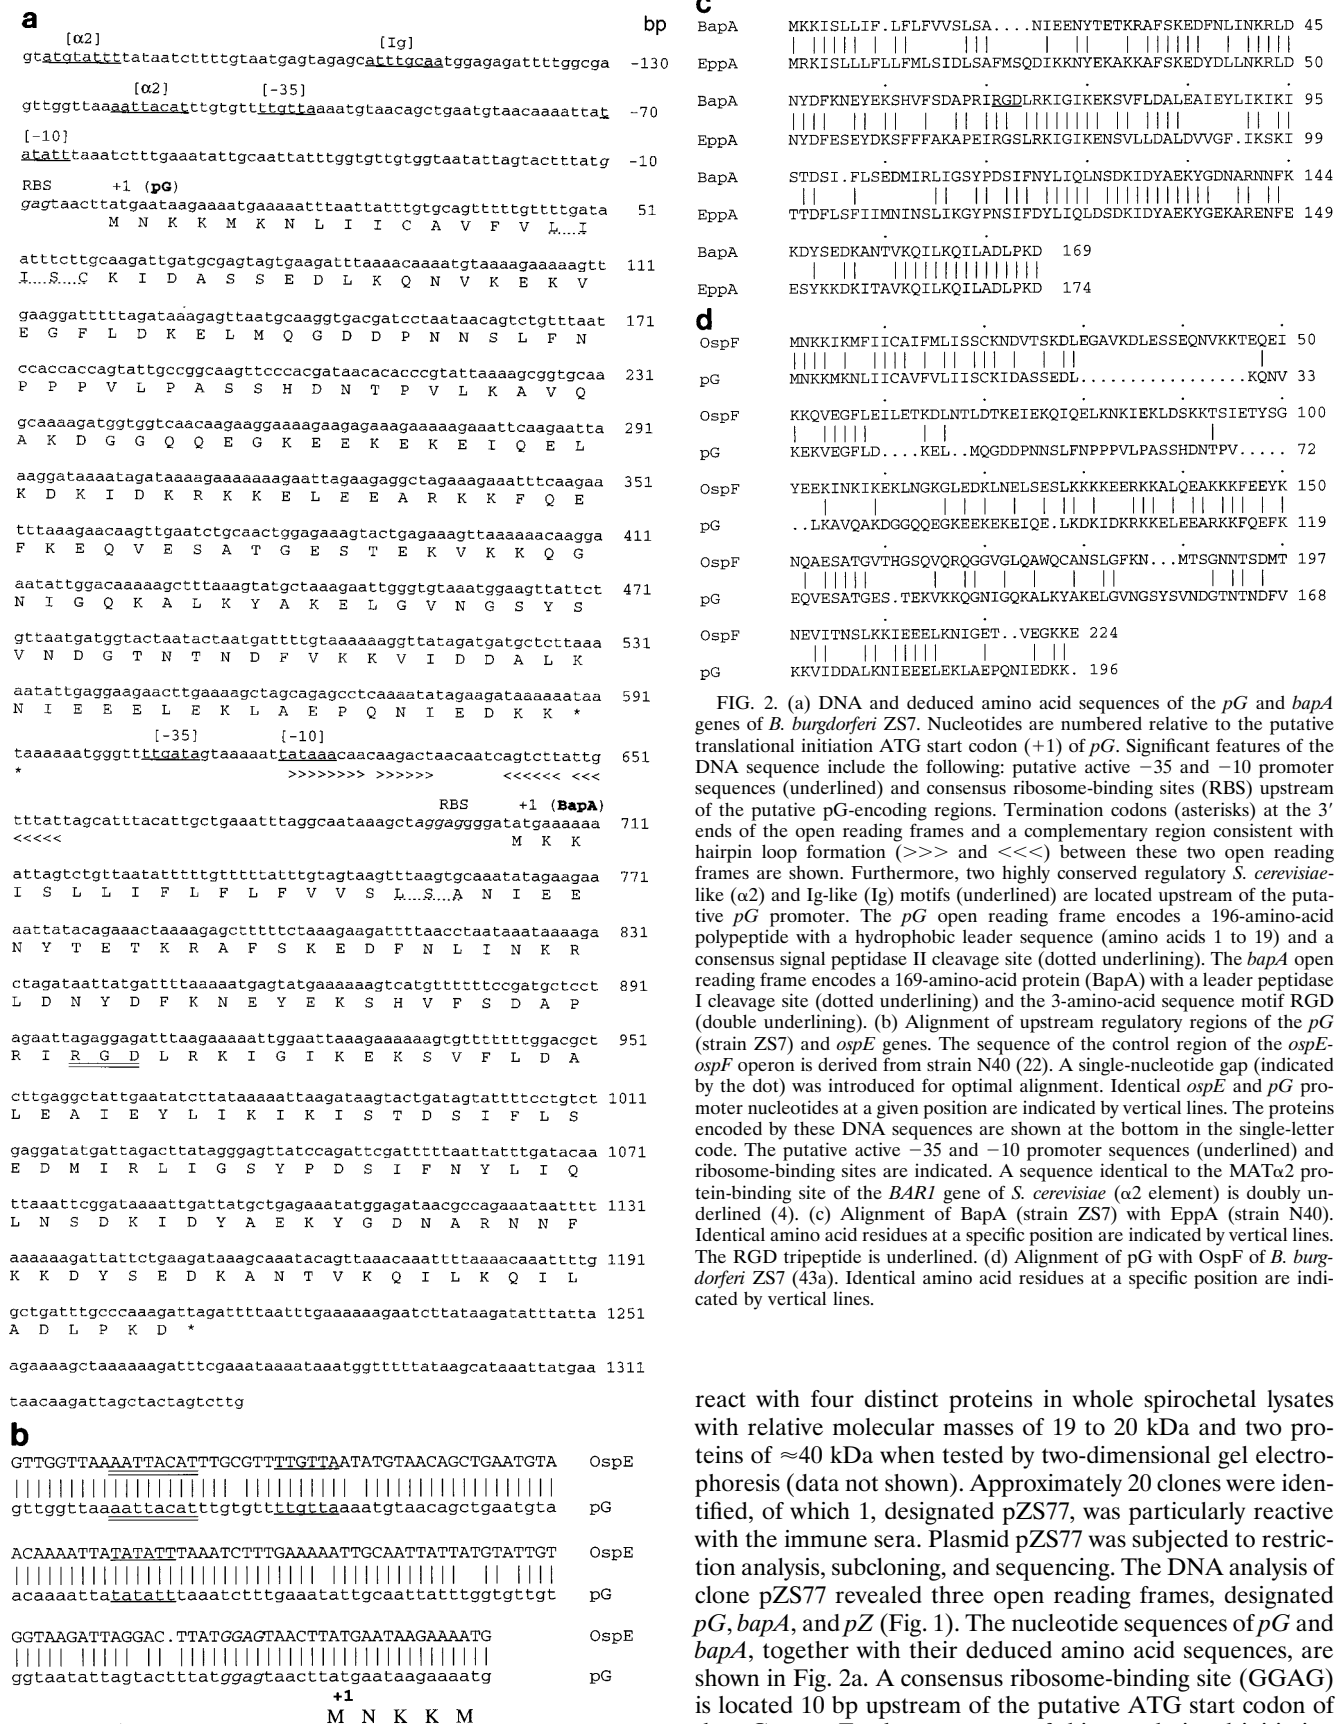 a
bp
[α2] [Ig]
gtatgtattttataatcttttgtaatgagtagagcatttgcaatggagagattttggcga -130
[α2] [-35]
gttggttaaaattacatttgtgttttgttaaaatgtaacagctgaatgtaacaaaattat -70
[-10]
atatttaaatctttgaaatattgcaattatttggtgttgtggtaatattagtactttatg -10
RBS +1 (pG)
gagtaacttatgaataagaaaatgaaaaatttaattatttgtgcagtttttgttttgata 51
M N K K M K N L I I C A V F V L I
atttcttgcaagattgatgcgagtagtgaagatttaaaacaaaatgtaaaagaaaaagtt 111
I S C K I D A S S E D L K Q N V K E K V
gaaggatttttagataaagagttaatgcaaggtgacgatcctaataacagtctgtttaat 171
E G F L D K E L M Q G D D P N N S L F N
ccaccaccagtattgccggcaagttcccacgataacacacccgtattaaaagcggtgcaa 231
P P P V L P A S S H D N T P V L K A V Q
gcaaaagatggtggtcaacaagaaggaaaagaagagaaagaaaaagaaattcaagaatta 291
A K D G G Q Q E G K E E K E K E I Q E L
aaggataaaatagataaaagaaaaaaagaattagaagaggctagaaagaaatttcaagaa 351
K D K I D K R K K E L E E A R K K F Q E
tttaaagaacaagttgaatctgcaactggagaaagtactgagaaagttaaaaaacaagga 411
F K E Q V E S A T G E S T E K V K K Q G
aatattggacaaaaagctttaaagtatgctaaagaattgggtgtaaatggaagttattct 471
N I G Q K A L K Y A K E L G V N G S Y S
gttaatgatggtactaatactaatgattttgtaaaaaaggttatagatgatgctcttaaa 531
V N D G T N T N D F V K K V I D D A L K
aatattgaggaagaacttgaaaagctagcagagcctcaaaatatagaagataaaaaataa 591
N I E E E L E K L A E P Q N I E D K K *
[-35] [-10]
taaaaaatgggttttgatagtaaaaattataaacaacaagactaacaatcagtcttattg 651
* >>>>>>>> >>>>>> <<<<<< <<<
RBS +1 (BapA)
tttattagcatttacattgctgaaatttaggcaataaagctaggaggggatatgaaaaaa 711
<<<<< M K K
attagtctgttaatatttttgtttttatttgtagtaagtttaagtgcaaatatagaagaa 771
I S L L I F L F L F V V S L S A N I E E
aattatacagaaactaaaagagctttttctaaagaagattttaacctaataaataaaaga 831
N Y T E T K R A F S K E D F N L I N K R
ctagataattatgattttaaaaatgagtatgaaaaaagtcatgttttttccgatgctcct 891
L D N Y D F K N E Y E K S H V F S D A P
agaattagaggagatttaagaaaaattggaattaaagaaaaaagtgtttttttggacgct 951
R I R G D L R K I G I K E K S V F L D A
cttgaggctattgaatatcttataaaaattaagataagtactgatagtattttcctgtct 1011
L E A I E Y L I K I K I S T D S I F L S
gaggatatgattagacttatagggagttatccagattcgatttttaattatttgatacaa 1071
E D M I R L I G S Y P D S I F N Y L I Q
ttaaattcggataaaattgattatgctgagaaatatggagataacgccagaaataatttt 1131
L N S D K I D Y A E K Y G D N A R N N F
aaaaaagattattctgaagataaagcaaatacagttaaacaaattttaaaacaaattttg 1191
K K D Y S E D K A N T V K Q I L K Q I L
gctgatttgcccaaagattagattttaatttgaaaaaagaatcttataagatatttatta 1251
A D L P K D *
agaaaagctaaaaaagatttcgaaataaaataaatggtttttataagcataaattatgaa 1311
taacaagattagctactagtcttg
b
GTTGGTTAAAATTACATTTGCGTTTTGTTAATATGTAACAGCTGAATGTA OspE
gttggttaaaattacatttgtgttttgttaaaatgtaacagctgaatgta pG
ACAAAATTATATATTTAAATCTTTGAAAAATTGCAATTATTATGTATTGT OspE
acaaaattatatatttaaatctttgaaatattgcaattatttggtgttgt pG
GGTAAGATTAGGAC.TTATGGAGTAACTTATGAATAAGAAAATG OspE
ggtaatattagtactttatggagtaacttatgaataagaaaatg pG
+1
M N K K M
c
BapA MKKISLLIF.LFLFVVSLSA....NIEENYTETKRAFSKEDFNLINKRLD 45
EppA MRKISLLLFLLFMLSIDLSAFMSQDIKKNYEKAKKAFSKEDYDLLNKRLD 50
BapA NYDFKNEYEKSHVFSDAPRIRGDLRKIGIKEKSVFLDALEAIEYLIKIKI 95
EppA NYDFESEYDKSFFFAKAPEIRGSLRKIGIKENSVLLDALDVVGF.IKSKI 99
BapA STDSI.FLSEDMIRLIGSYPDSIFNYLIQLNSDKIDYAEKYGDNARNNFK 144
EppA TTDFLSFIIMNINSLIKGYPNSIFDYLIQLDSDKIDYAEKYGEKARENFE 149
BapA KDYSEDKANTVKQILKQILADLPKD 169
EppA ESYKKDKITAVKQILKQILADLPKD 174
d
OspF MNKKIKMFIICAIFMLISSCKNDVTSKDLEGAVKDLESSEQNVKKTEQEI 50
pG MNKKMKNLIICAVFVLIISCKIDASSEDL.................KQNV 33
OspF KKQVEGFLEILETKDLNTLDTKEIEKQIQELKNKIEKLDSKKTSIETYSG 100
pG KEKVEGFLD....KEL..MQGDDPNNSLFNPPPVLPASSHDNTPV..... 72
OspF YEEKINKIKEKLNGKGLEDKLNELSESLKKKKEERKKALQEAKKKFEEYK 150
pG ..LKAVQAKDGGQQEGKEEKEKEIQE.LKDKIDKRKKELEEARKKFQEFK 119
OspF NQAESATGVTHGSQVQRQGGVGLQAWQCANSLGFKN...MTSGNNTSDMT 197
pG EQVESATGES.TEKVKKQGNIGQKALKYAKELGVNGSYSVNDGTNTNDFV 168
OspF NEVITNSLKKIEEELKNIGET..VEGKKE 224
pG KKVIDDALKNIEEELEKLAEPQNIEDKK. 196
FIG. 2. (a) DNA and deduced amino acid sequences of the pG and bapA
genes of B. burgdorferi ZS7. Nucleotides are numbered relative to the putative
translational initiation ATG start codon (+1) of pG. Significant features of the
DNA sequence include the following: putative active −35 and −10 promoter
sequences (underlined) and consensus ribosome-binding sites (RBS) upstream
of the putative pG-encoding regions. Termination codons (asterisks) at the 3′
ends of the open reading frames and a complementary region consistent with
hairpin loop formation (>>> and <<<) between these two open reading
frames are shown. Furthermore, two highly conserved regulatory S. cerevisiae-
like (α2) and Ig-like (Ig) motifs (underlined) are located upstream of the puta-
tive pG promoter. The pG open reading frame encodes a 196-amino-acid
polypeptide with a hydrophobic leader sequence (amino acids 1 to 19) and a
consensus signal peptidase II cleavage site (dotted underlining). The bapA open
reading frame encodes a 169-amino-acid protein (BapA) with a leader peptidase
I cleavage site (dotted underlining) and the 3-amino-acid sequence motif RGD
(double underlining). (b) Alignment of upstream regulatory regions of the pG
(strain ZS7) and ospE genes. The sequence of the control region of the ospE-
ospF operon is derived from strain N40 (22). A single-nucleotide gap (indicated
by the dot) was introduced for optimal alignment. Identical ospE and pG pro-
moter nucleotides at a given position are indicated by vertical lines. The proteins
encoded by these DNA sequences are shown at the bottom in the single-letter
code. The putative active −35 and −10 promoter sequences (underlined) and
ribosome-binding sites are indicated. A sequence identical to the MATα2 pro-
tein-binding site of the BAR1 gene of S. cerevisiae (α2 element) is doubly un-
derlined (4). (c) Alignment of BapA (strain ZS7) with EppA (strain N40).
Identical amino acid residues at a specific position are indicated by vertical lines.
The RGD tripeptide is underlined. (d) Alignment of pG with OspF of B. burg-
dorferi ZS7 (43a). Identical amino acid residues at a specific position are indi-
cated by vertical lines.
react with four distinct proteins in whole spirochetal lysates
with relative molecular masses of 19 to 20 kDa and two pro-
teins of ≈40 kDa when tested by two-dimensional gel electro-
phoresis (data not shown). Approximately 20 clones were iden-
tified, of which 1, designated pZS77, was particularly reactive
with the immune sera. Plasmid pZS77 was subjected to restric-
tion analysis, subcloning, and sequencing. The DNA analysis of
clone pZS77 revealed three open reading frames, designated
pG, bapA, and pZ (Fig. 1). The nucleotide sequences of pG and
bapA, together with their deduced amino acid sequences, are
shown in Fig. 2a. A consensus ribosome-binding site (GGAG)
is located 10 bp upstream of the putative ATG start codon of